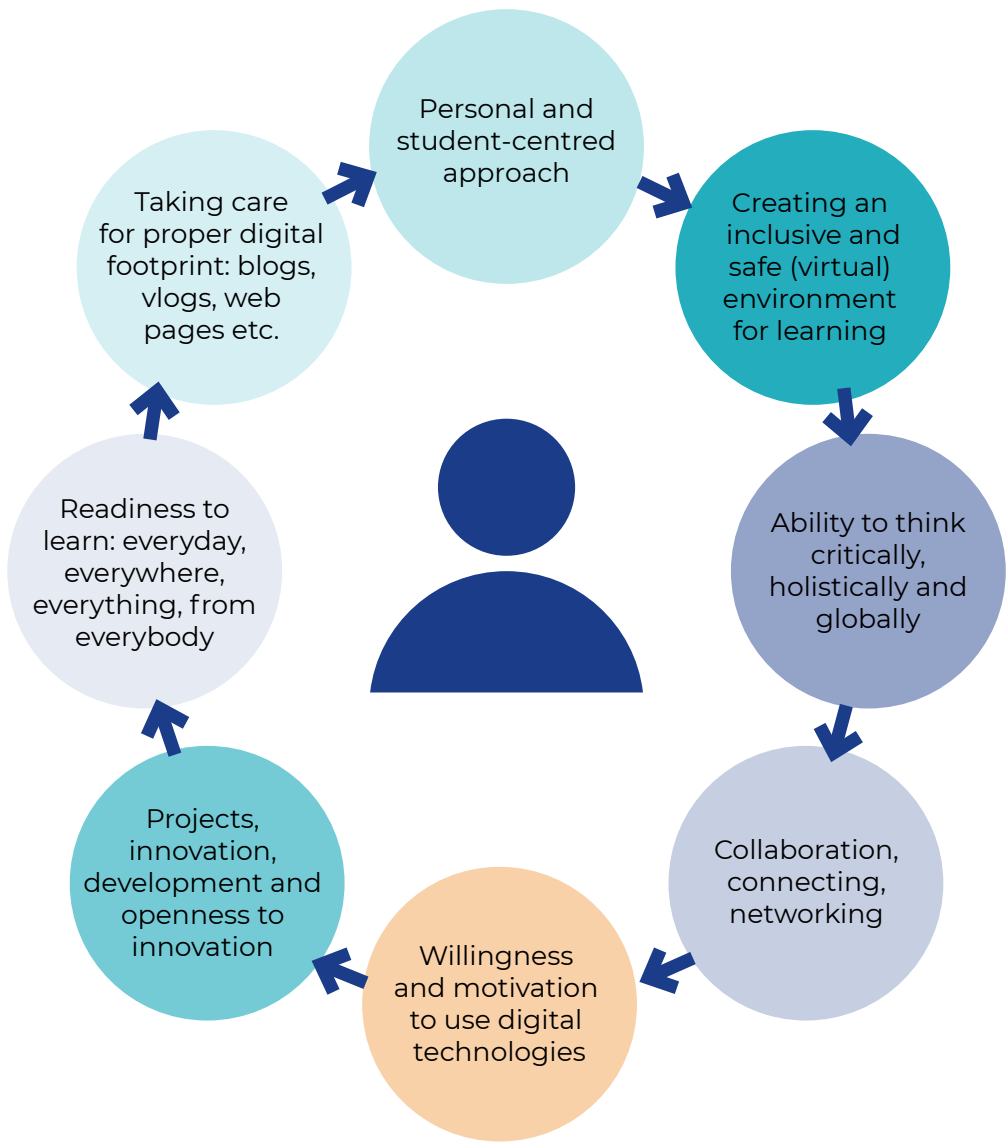 Personal and
student-centred
approach
Creating an
inclusive and
safe (virtual)
environment
for learning
Ability to think
critically,
holistically and
globally
Collaboration,
connecting,
networking
Willingness
and motivation
to use digital
technologies
Projects,
innovation,
development and
openness to
innovation
Readiness to
learn: everyday,
everywhere,
everything, from
everybody
Taking care
for proper digital
footprint: blogs,
vlogs, web
pages etc.